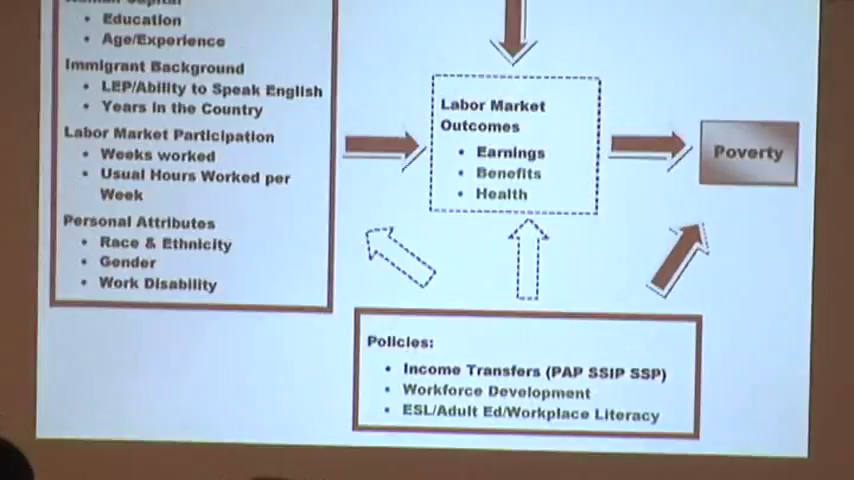 • Education
• Age/Experience
Immigrant Background
• LEP/Ability to Speak English
• Years in the Country
Labor Market Participation
• Weeks worked
• Usual Hours Worked per
Week
Personal Attributes
• Race & Ethnicity
• Gender
• Work Disability
Labor Market
Outcomes
• Earnings
• Benefits
• Health
Poverty
Policies:
• Income Transfers (PAP SSIP SSP)
• Workforce Development
• ESL/Adult Ed/Workplace Literacy